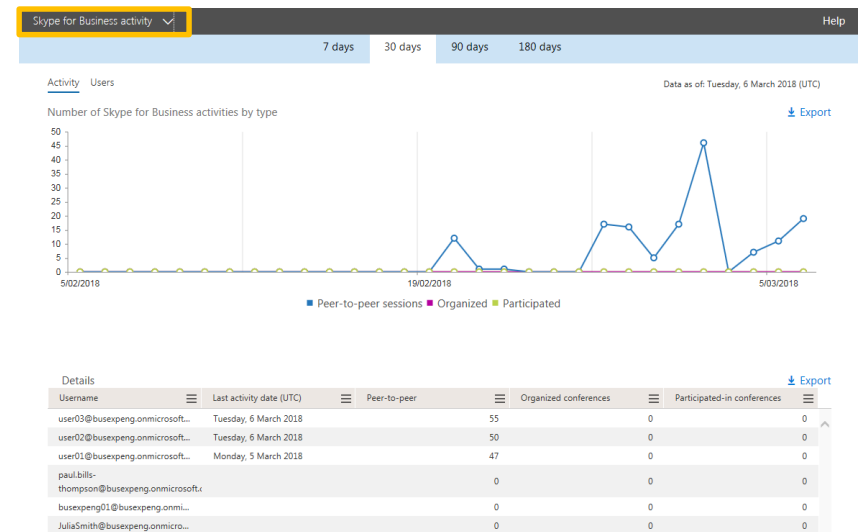 Skype for Business activity Help
7 days 30 days 90 days 180 days
Activity Users Data as of: Tuesday, 6 March 2018 (UTC)
Number of Skype for Business activities by type Export
50
45
40
35
30
25
20
15
10
5
0
5/02/2018 19/02/2018 5/03/2018
Peer-to-peer sessions Organized Participated
Details Export
Username Last activity date (UTC) Peer-to-peer Organized conferences Participated-in conferences
user03@busexpeng.onmicrosoft... Tuesday, 6 March 2018 55 0 0
user02@busexpeng.onmicrosoft... Tuesday, 6 March 2018 50 0 0
user01@busexpeng.onmicrosoft... Monday, 5 March 2018 47 0 0
paul.bills-
thompson@busexpeng.onmicrosoft.c 0 0 0
busexpeng01@busexpeng.onmi... 0 0 0
JuliaSmith@busexpeng.onmicro... 0 0 0